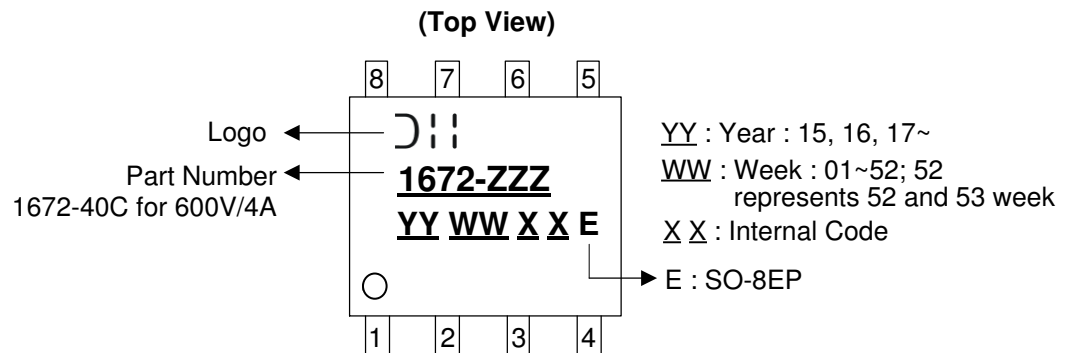 (Top View)
8 7 6 5
Logo
Part Number
1672-40C for 600V/4A
1672-ZZZ
YY WW X X E
YY : Year : 15, 16, 17~
WW : Week : 01~52; 52
represents 52 and 53 week
X X : Internal Code
E : SO-8EP
1 2 3 4